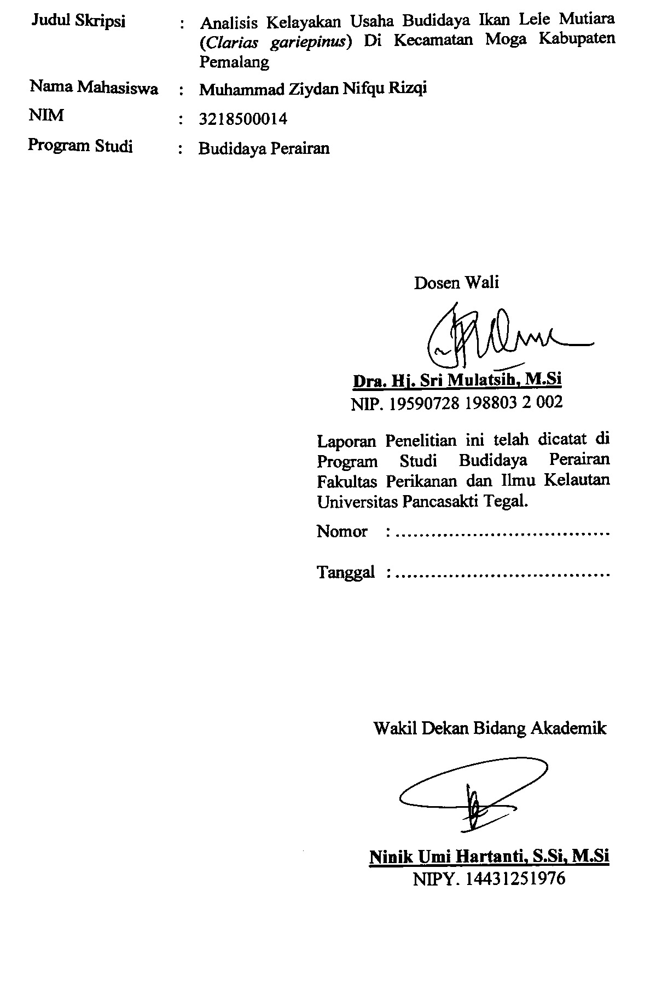 Judul Skripsi : Analisis Kelayakan Usaha Budidaya Ikan Lele Mutiara
(Clarias gariepinus) Di Kecamatan Moga Kabupaten
Pemalang
Nama Mahasiswa : Muhammad Ziydan Nifqu Rizqi
NIM : 3218500014
Program Studi : Budidaya Perairan
Dosen Wali
Dra. Hj. Sri Mulatsih, M.Si
NIP. 19590728 198803 2 002
Laporan Penelitian ini telah dicatat di
Program Studi Budidaya Perairan
Fakultas Perikanan dan Ilmu Kelautan
Universitas Pancasakti Tegal.
Nomor : ....................................
Tanggal : ....................................
Wakil Dekan Bidang Akademik
Ninik Umi Hartanti, S.Si, M.Si
NIPY. 14431251976